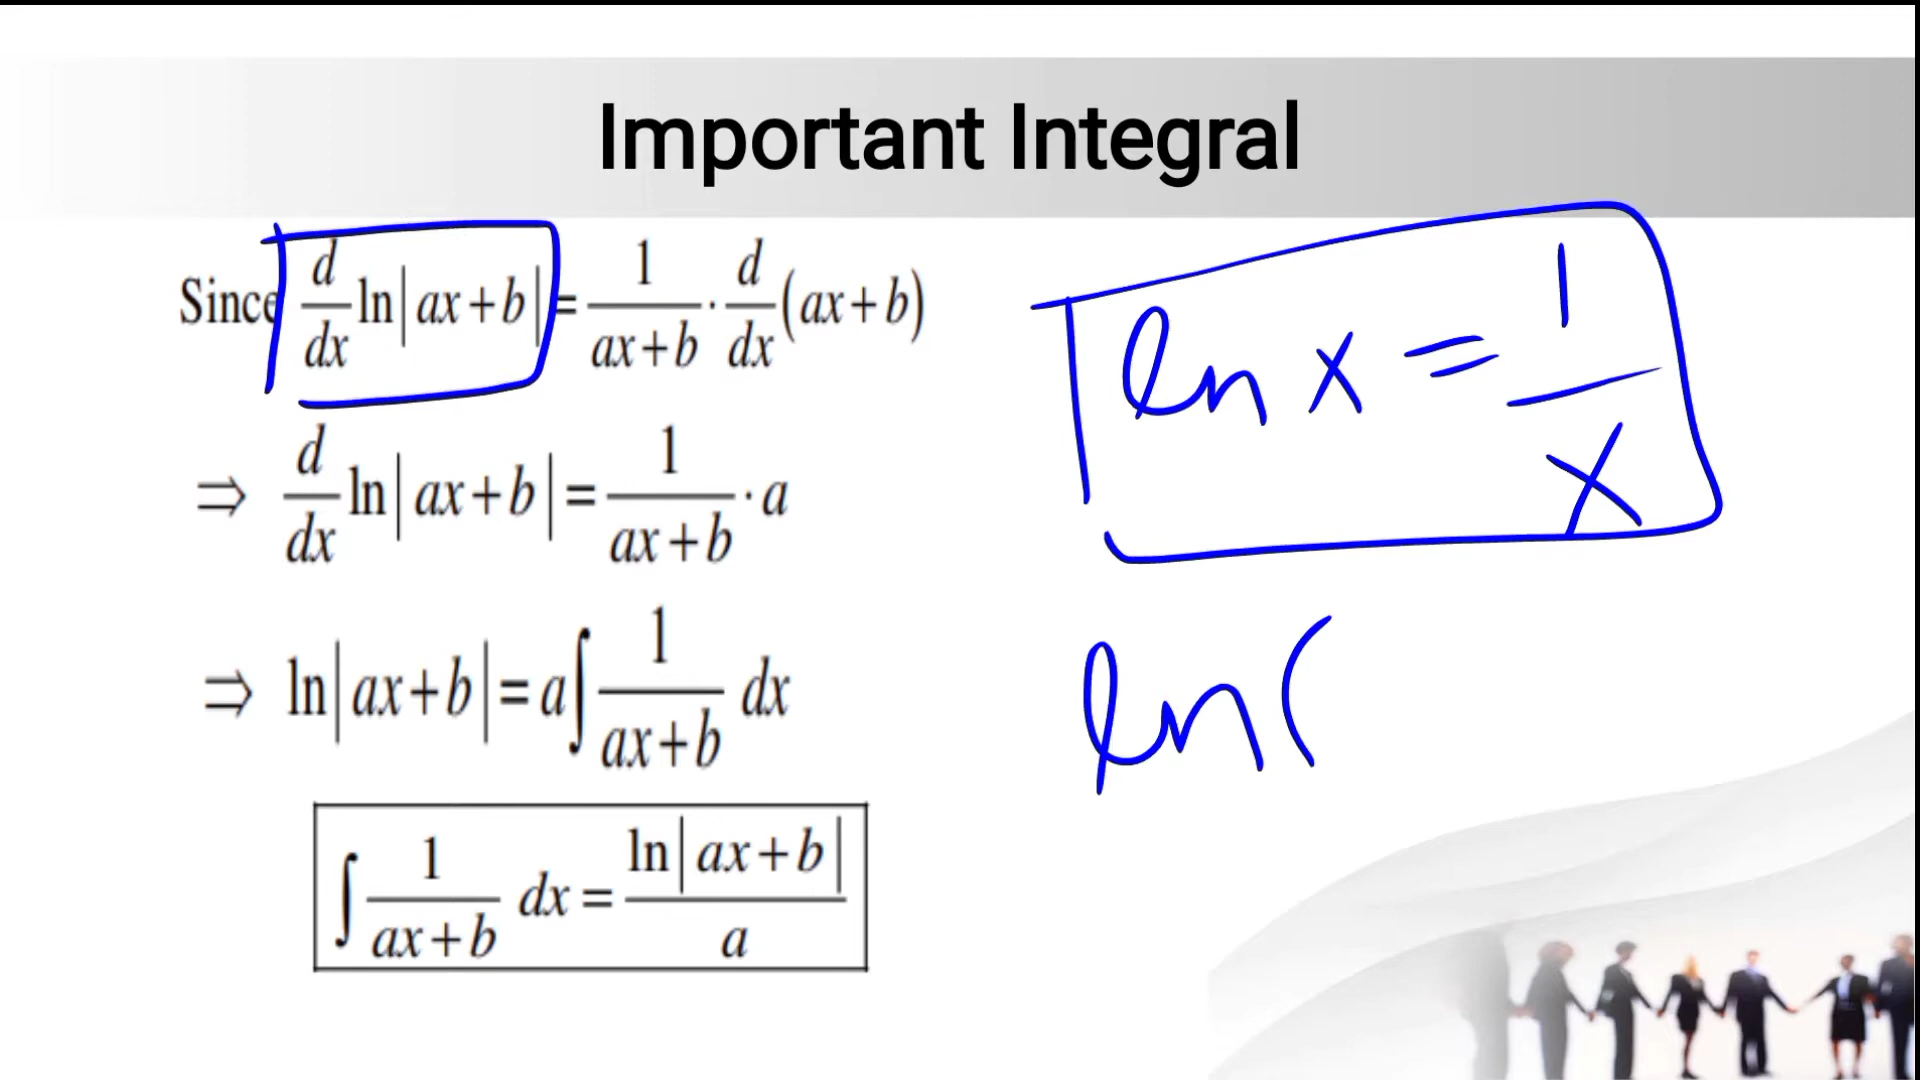 Important Integral
Since d/dx ln|ax+b| = 1/(ax+b) · d/dx (ax+b)
⇒ d/dx ln|ax+b| = 1/(ax+b) · a
⇒ ln|ax+b| = a∫ 1/(ax+b) dx
∫ 1/(ax+b) dx = ln|ax+b|/a
ln x = 1/x
ln(